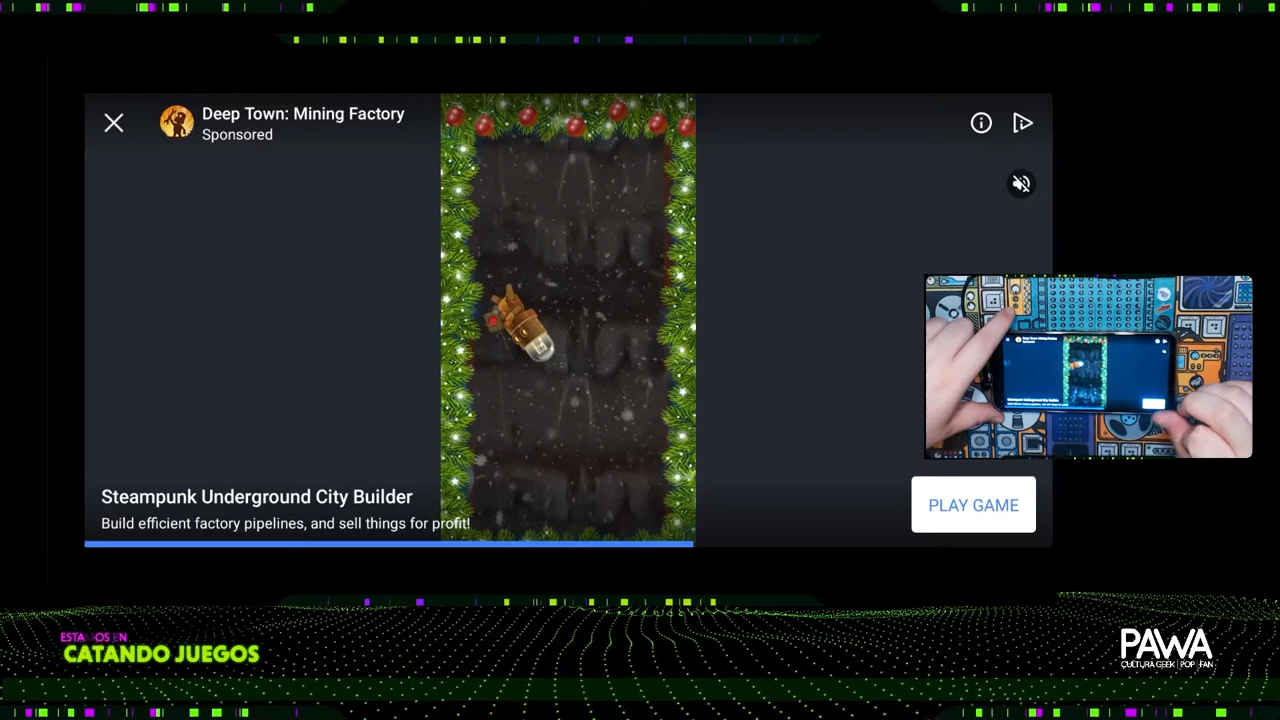 Deep Town: Mining Factory
Sponsored
Steampunk Underground City Builder
Build efficient factory pipelines, and sell things for profit!
PLAY GAME
ESTAMOS EN
CATANDO JUEGOS
PAWA
CULTURA GEEK | POP | FAN